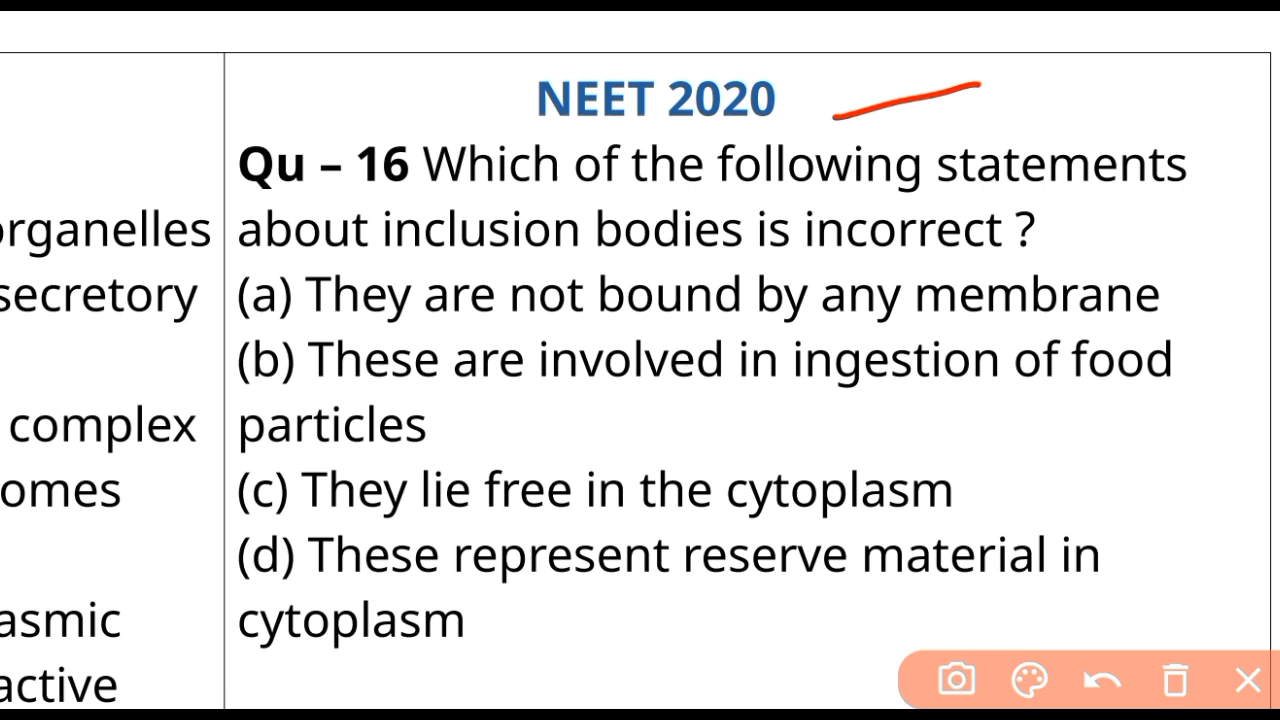 NEET 2020
Qu – 16 Which of the following statements
organelles about inclusion bodies is incorrect ?
secretory (a) They are not bound by any membrane
(b) These are involved in ingestion of food
complex particles
omes (c) They lie free in the cytoplasm
(d) These represent reserve material in
asmic cytoplasm
active